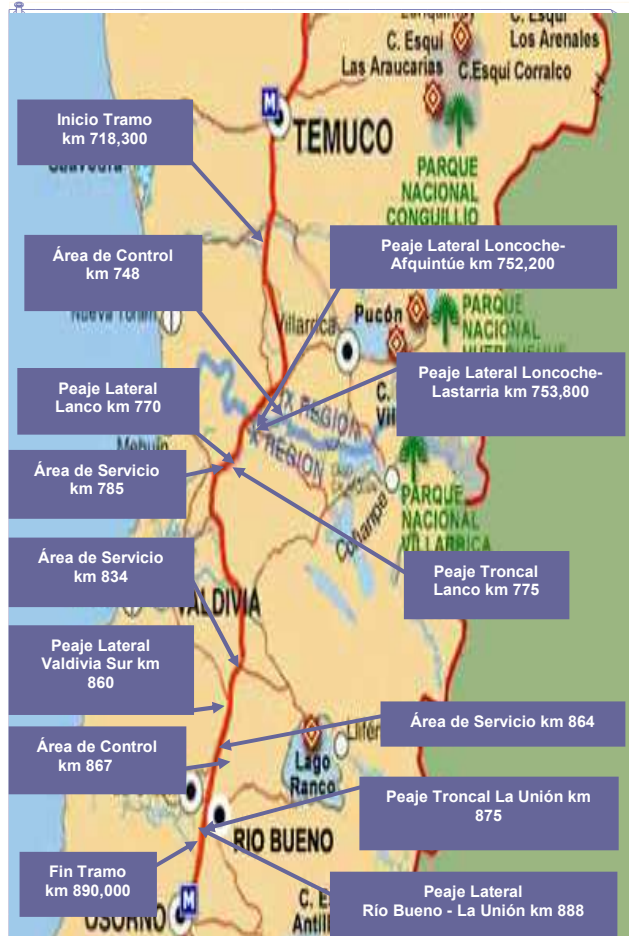 C. Esquí
Los Arenales
C. Esquí
Las Araucarias
C.Esquí Corralco
Inicio Tramo
km 718,300
TEMUCO
PARQUE
NACIONAL
CONGUILLIO
Área de Control
km 748
Peaje Lateral Loncoche-
Afquintúe km 752,200
Villarrica
Pucón
PARQUE
NACIONAL
Peaje Lateral
Lanco km 770
Peaje Lateral Loncoche-
Lastarria km 753,800
IX REGION
X REGION
Área de Servicio
km 785
Coñaripe
PARQUE
NACIONAL
VILLARRICA
Área de Servicio
km 834
VALDIVIA
Peaje Troncal
Lanco km 775
Peaje Lateral
Valdivia Sur km
860
Área de Servicio km 864
Área de Control
km 867
Lago
Ranco
Peaje Troncal La Unión km
875
RIO BUENO
Fin Tramo
km 890,000
Peaje Lateral
Río Bueno - La Unión km 888
OSORNO